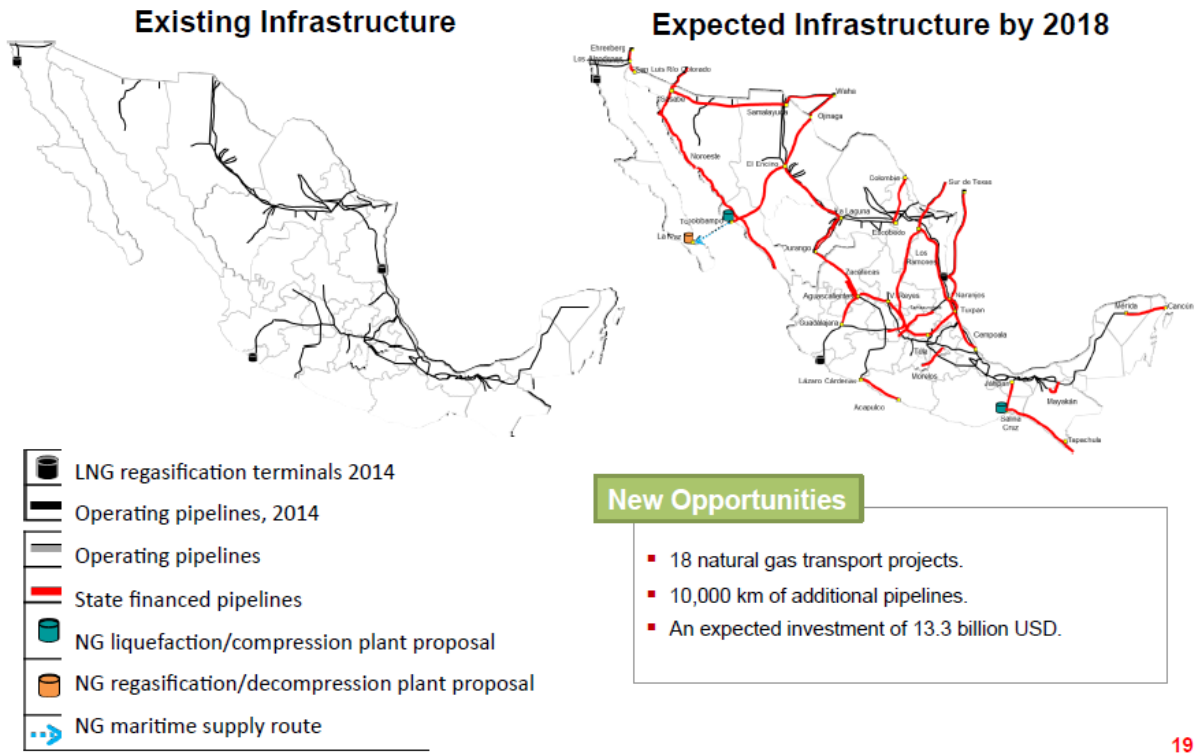 Existing Infrastructure
Expected Infrastructure by 2018
Ehrenberg
Los Algodones
San Luis Río Colorado
Sásabe
Samalayuca
Waha
Ojinaga
Noroeste
El Encino
Colombia
Sur de Texas
Topolobampo
La Paz
La Laguna
Escobedo
Durango
Los
Ramones
Zacatecas
Aguascalientes
V. Reyes
Naranjos
Tuxpan
Guadalajara
Tula
Cempoala
Mérida
Cancún
Lázaro Cárdenas
Morelos
Acapulco
Jáltipan
Mayakán
Salina
Cruz
Tapachula
LNG regasification terminals 2014
Operating pipelines, 2014
Operating pipelines
State financed pipelines
NG liquefaction/compression plant proposal
NG regasification/decompression plant proposal
NG maritime supply route
New Opportunities
18 natural gas transport projects.
10,000 km of additional pipelines.
An expected investment of 13.3 billion USD.
19